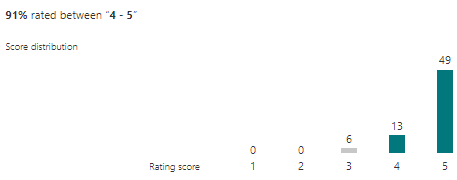 91% rated between "4 - 5"
Score distribution
49
13
6
0 0
Rating score 1 2 3 4 5